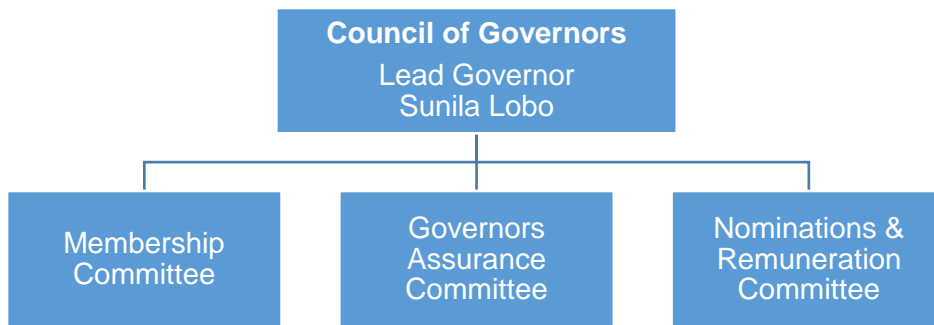 Council of Governors
Lead Governor
Sunila Lobo
Membership
Committee
Governors
Assurance
Committee
Nominations &
Remuneration
Committee